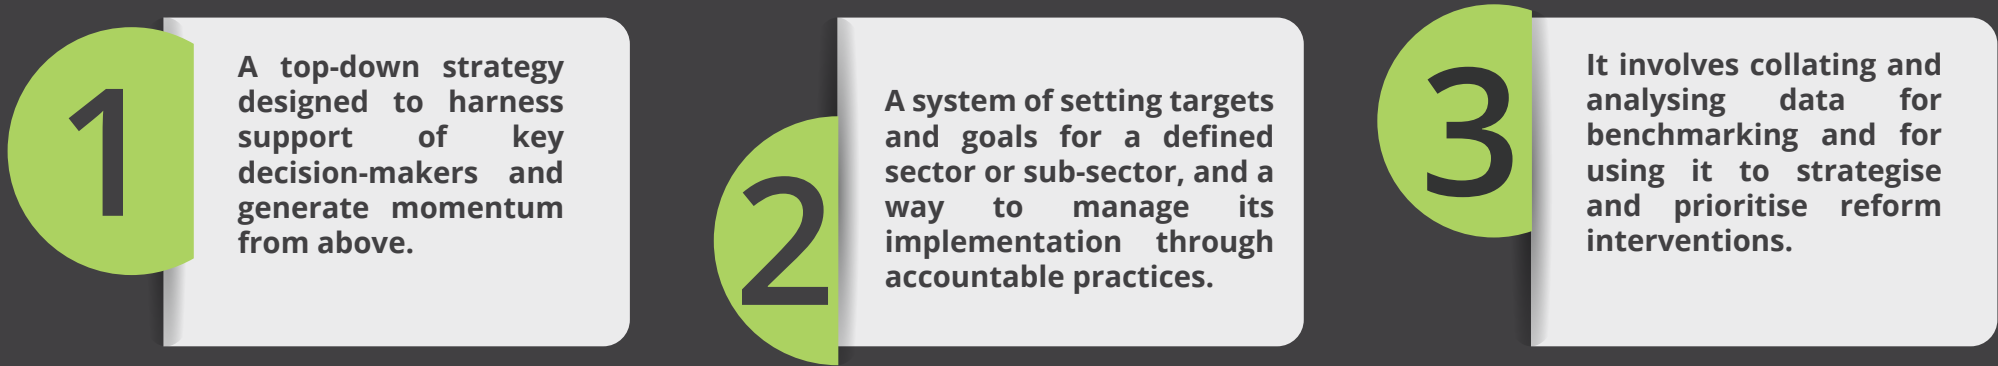 1
A top-down strategy
designed to harness
support of key
decision-makers and
generate momentum
from above.
2
A system of setting targets
and goals for a defined
sector or sub-sector, and a
way to manage its
implementation through
accountable practices.
3
It involves collating and
analysing data for
benchmarking and for
using it to strategise
and prioritise reform
interventions.